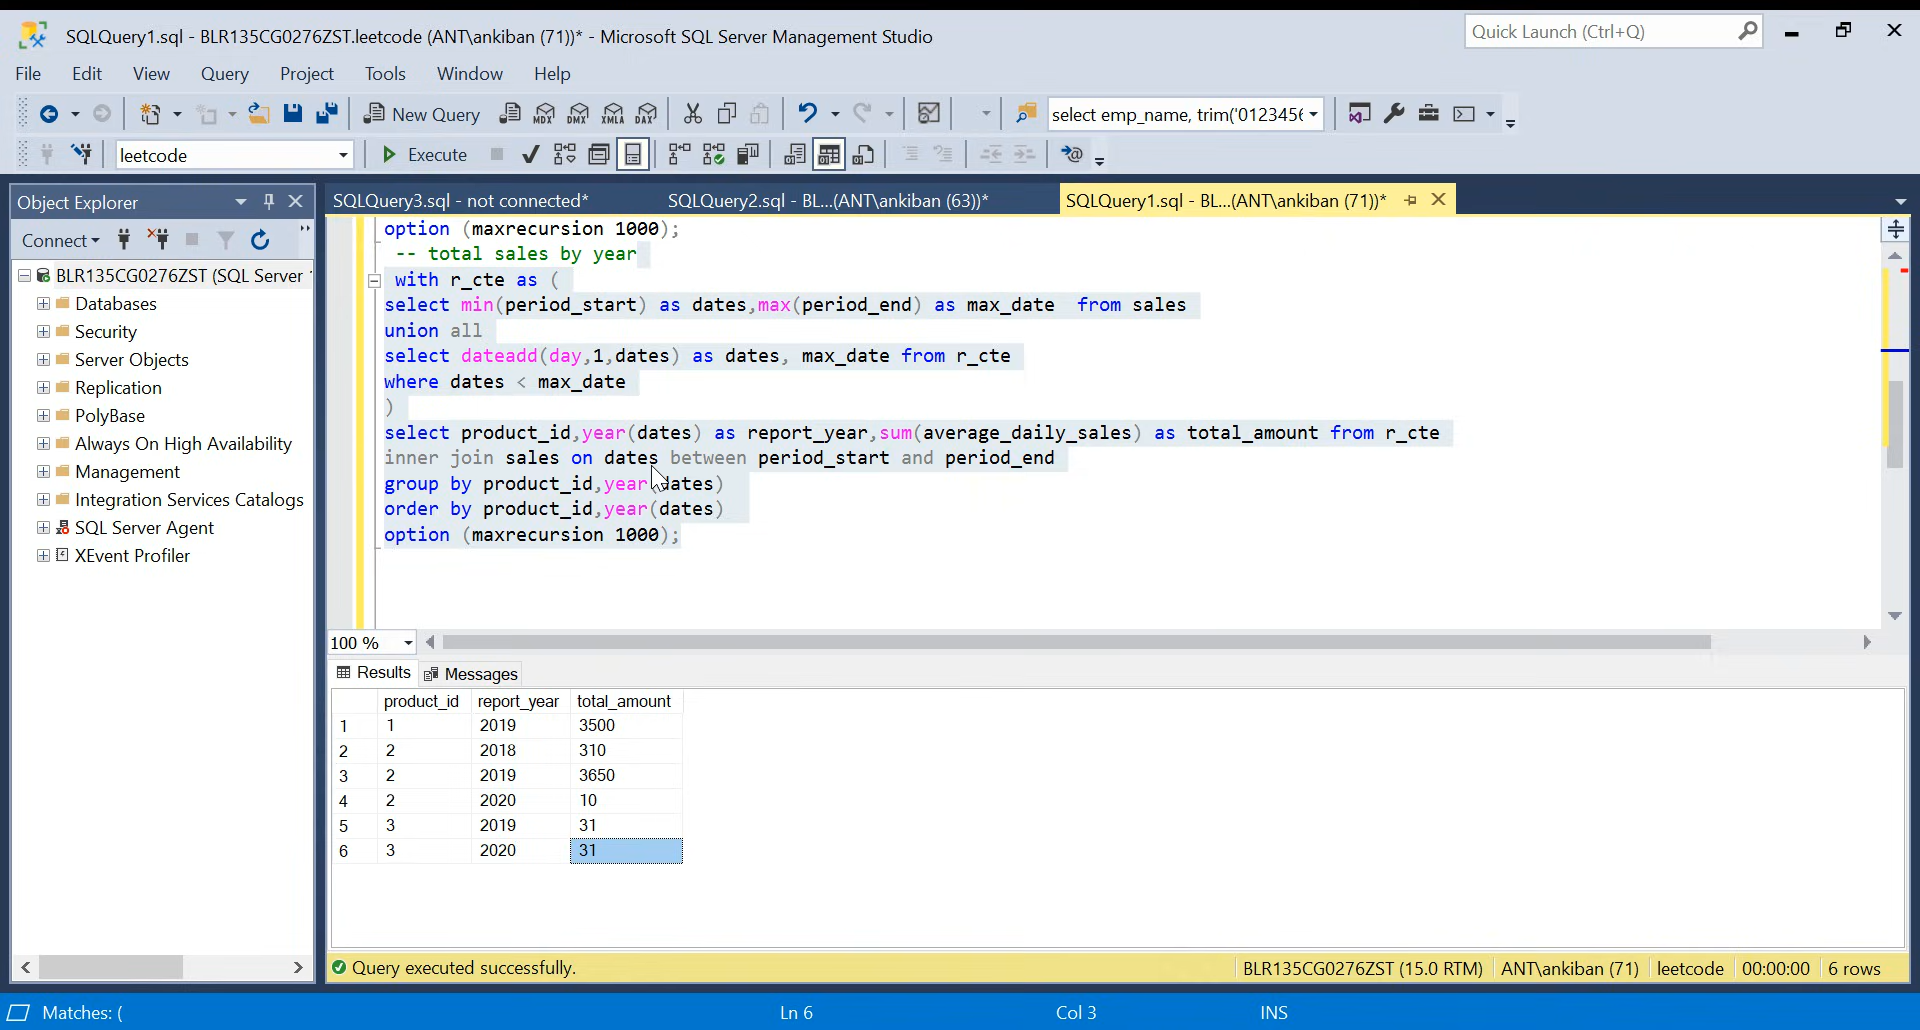 SQLQuery1.sql - BLR135CG0276ZST.leetcode (ANT\ankiban (71))* - Microsoft SQL Server Management Studio
Quick Launch (Ctrl+Q)
File Edit View Query Project Tools Window Help
New Query
MDX DMX XMLA DAX
select emp_name, trim('0123456
leetcode
Execute
Object Explorer
SQLQuery3.sql - not connected*
SQLQuery2.sql - BL...(ANT\ankiban (63))*
SQLQuery1.sql - BL...(ANT\ankiban (71))*
Connect
BLR135CG0276ZST (SQL Server
Databases
Security
Server Objects
Replication
PolyBase
Always On High Availability
Management
Integration Services Catalogs
SQL Server Agent
XEvent Profiler
option (maxrecursion 1000);
-- total sales by year
with r_cte as (
select min(period_start) as dates,max(period_end) as max_date from sales
union all
select dateadd(day,1,dates) as dates, max_date from r_cte
where dates < max_date
)
select product_id,year(dates) as report_year,sum(average_daily_sales) as total_amount from r_cte
inner join sales on dates between period_start and period_end
group by product_id,year(dates)
order by product_id,year(dates)
option (maxrecursion 1000);
100 %
Results Messages
product_id report_year total_amount
1 1 2019 3500
2 2 2018 310
3 2 2019 3650
4 2 2020 10
5 3 2019 31
6 3 2020 31
Query executed successfully.
BLR135CG0276ZST (15.0 RTM) ANT\ankiban (71) leetcode 00:00:00 6 rows
Matches: (
Ln 6 Col 3 INS